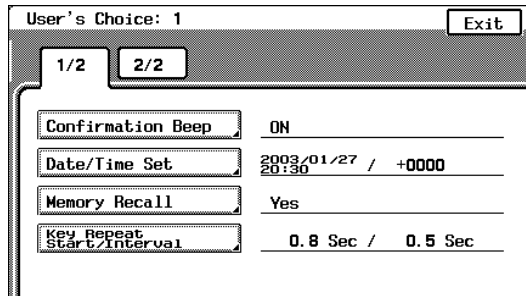 User's Choice: 1
Exit
1/2
2/2
Confirmation Beep
ON
Date/Time Set
2003/01/27
20:30
/ +0000
Memory Recall
Yes
Key Repeat
Start/Interval
0.8 Sec / 0.5 Sec